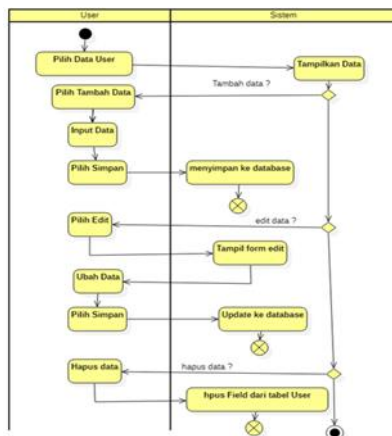 User
Sistem
Pilih Data User
Tampilkan Data
Tambah data ?
Pilih Tambah Data
Input Data
Pilih Simpan
menyimpan ke database
edit data ?
Pilih Edit
Tampil form edit
Ubah Data
Pilih Simpan
Update ke database
hapus data ?
Hapus data
hpus Field dari tabel User